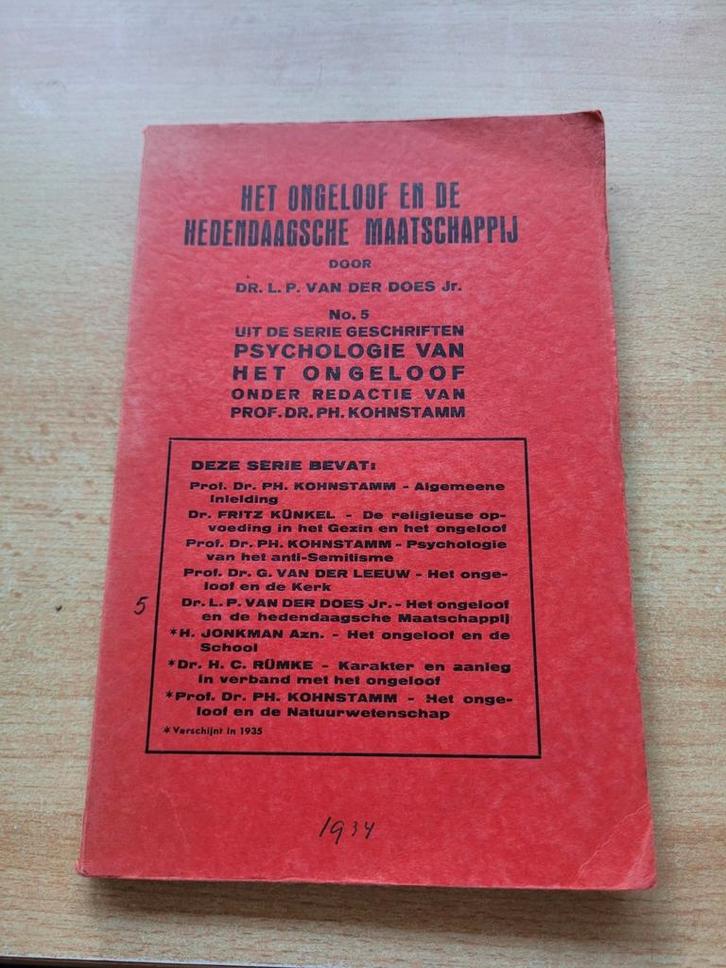 HET ONGELOOF EN DE
HEDENDAAGSCHE MAATSCHAPPIJ
DOOR
DR. L. P. VAN DER DOES Jr.
No. 5
UIT DE SERIE GESCHRIFTEN
PSYCHOLOGIE VAN
HET ONGELOOF
ONDER REDACTIE VAN
PROF. DR. PH. KOHNSTAMM
DEZE SERIE BEVAT:
Prof. Dr. PH. KOHNSTAMM - Algemeene
Inleiding
Dr. FRITZ KÜNKEL - De religieuse op-
voeding in het Gezin en het ongeloof
Prof. Dr. PH. KOHNSTAMM - Psychologie
van het anti-Semitisme
Prof. Dr. G. VAN DER LEEUW - Het onge-
loof en de Kerk
5 Dr. L. P. VAN DER DOES Jr. - Het ongeloof
en de hedendaagsche Maatschappij
*H. JONKMAN Azn. - Het ongeloof en de
School
*Dr. H. C. RÜMKE - Karakter en aanleg
in verband met het ongeloof
*Prof. Dr. PH. KOHNSTAMM - Het onge-
loof en de Natuurwetenschap
* Verschijnt in 1935
1934